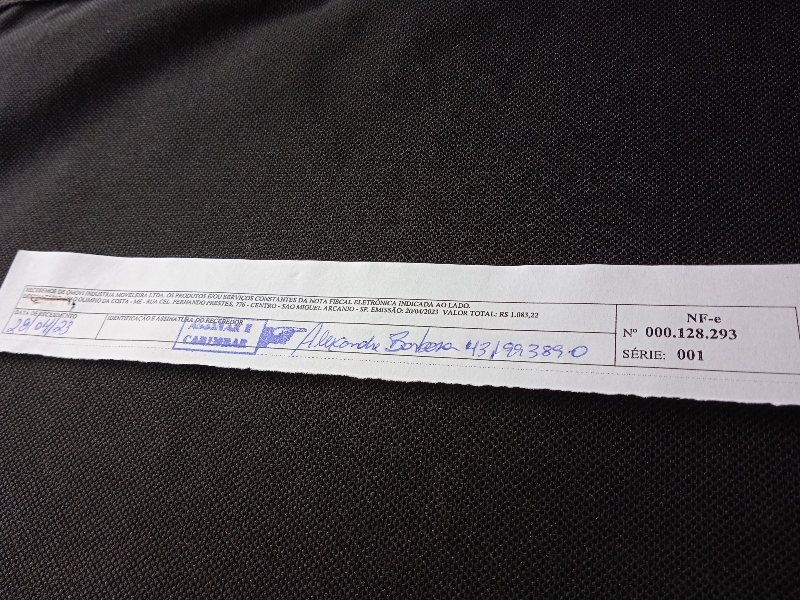 INDUSTRIA MOVELEIRA LTDA. OS PRODUTOS E/OU SERVIÇOS CONSTANTES DA NOTA FISCAL ELETRÔNICA INDICADA AO LADO.
OLIMPIO DA COSTA - ME - RUA CEL. FERNANDO PRESTES, 776 - CENTRO - SAO MIGUEL ARCANJO - SP. EMISSÃO: 20/04/2023 VALOR TOTAL: R$ 1.083,22
DATA DE RECEBIMENTO
28/04/23
IDENTIFICAÇÃO E ASSINATURA DO RECEBEDOR
ASSINAR E
CARIMBAR
Alexandre Barbosa 43199389-0
NF-e
Nº 000.128.293
SÉRIE: 001